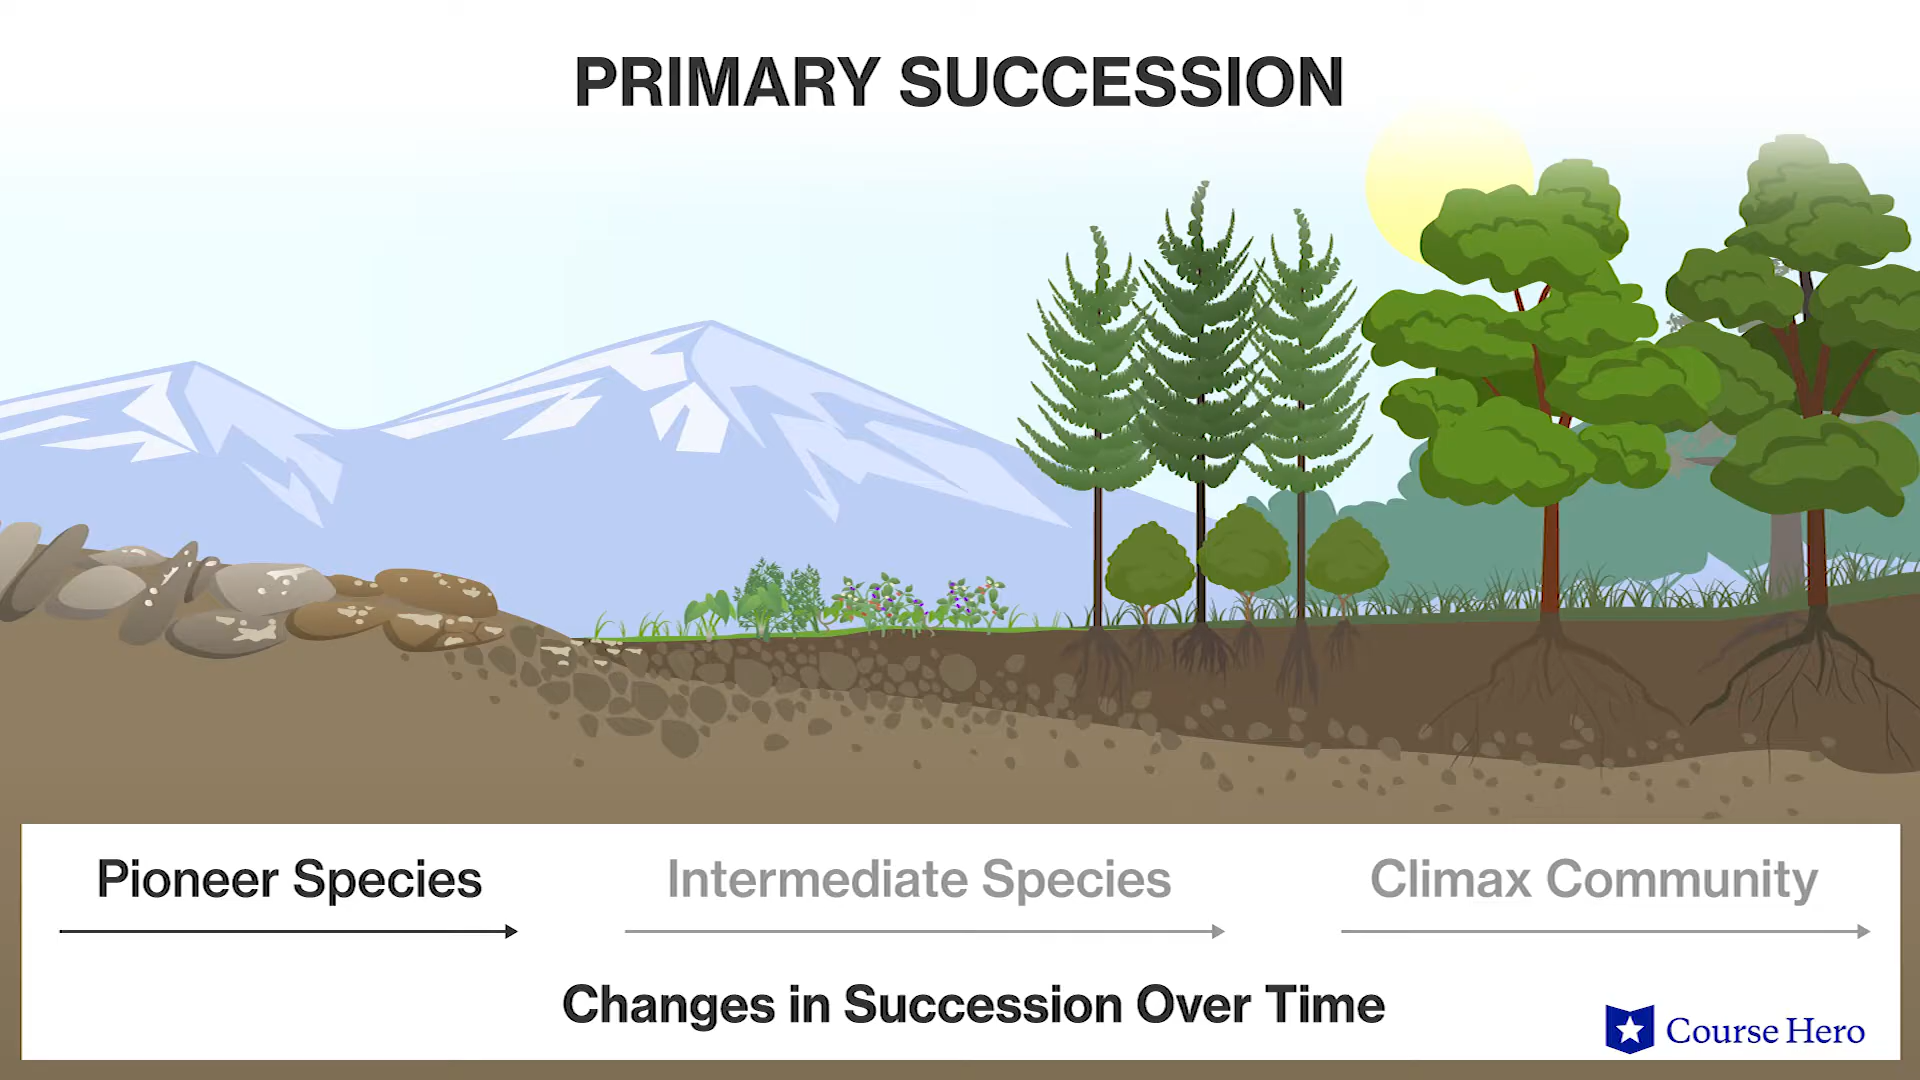 PRIMARY SUCCESSION
Pioneer Species
Intermediate Species
Climax Community
Changes in Succession Over Time
Course Hero